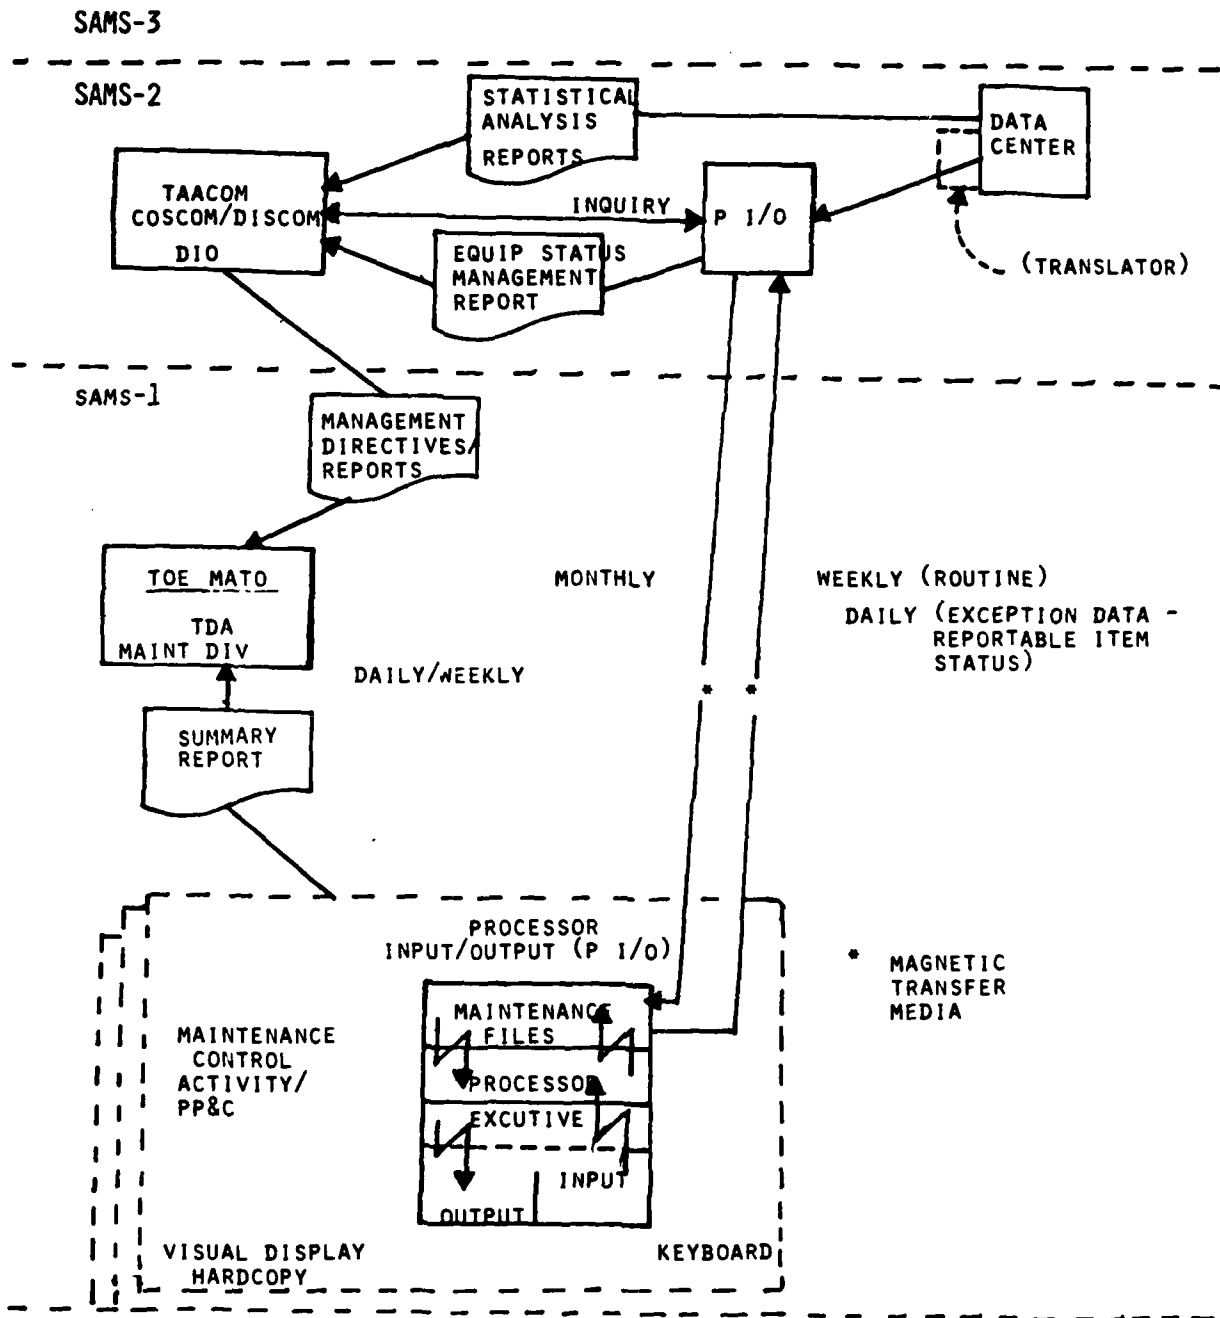 SAMS-3
SAMS-2
STATISTICAL
ANALYSIS
REPORTS
DATA
CENTER
TAACOM
COSCOM/DISCOM
DIO
INQUIRY
P I/O
EQUIP STATUS
MANAGEMENT
REPORT
(TRANSLATOR)
SAMS-1
MANAGEMENT
DIRECTIVES/
REPORTS
TOE MATO
TDA
MAINT DIV
MONTHLY
WEEKLY (ROUTINE)
DAILY (EXCEPTION DATA -
REPORTABLE ITEM
STATUS)
DAILY/WEEKLY
* *
SUMMARY
REPORT
PROCESSOR
INPUT/OUTPUT (P I/O)
* MAGNETIC
TRANSFER
MEDIA
MAINTENANCE
CONTROL
ACTIVITY/
PP&C
MAINTENANCE
FILES
PROCESSOR
EXCUTIVE
INPUT
OUTPUT
VISUAL DISPLAY
HARDCOPY
KEYBOARD